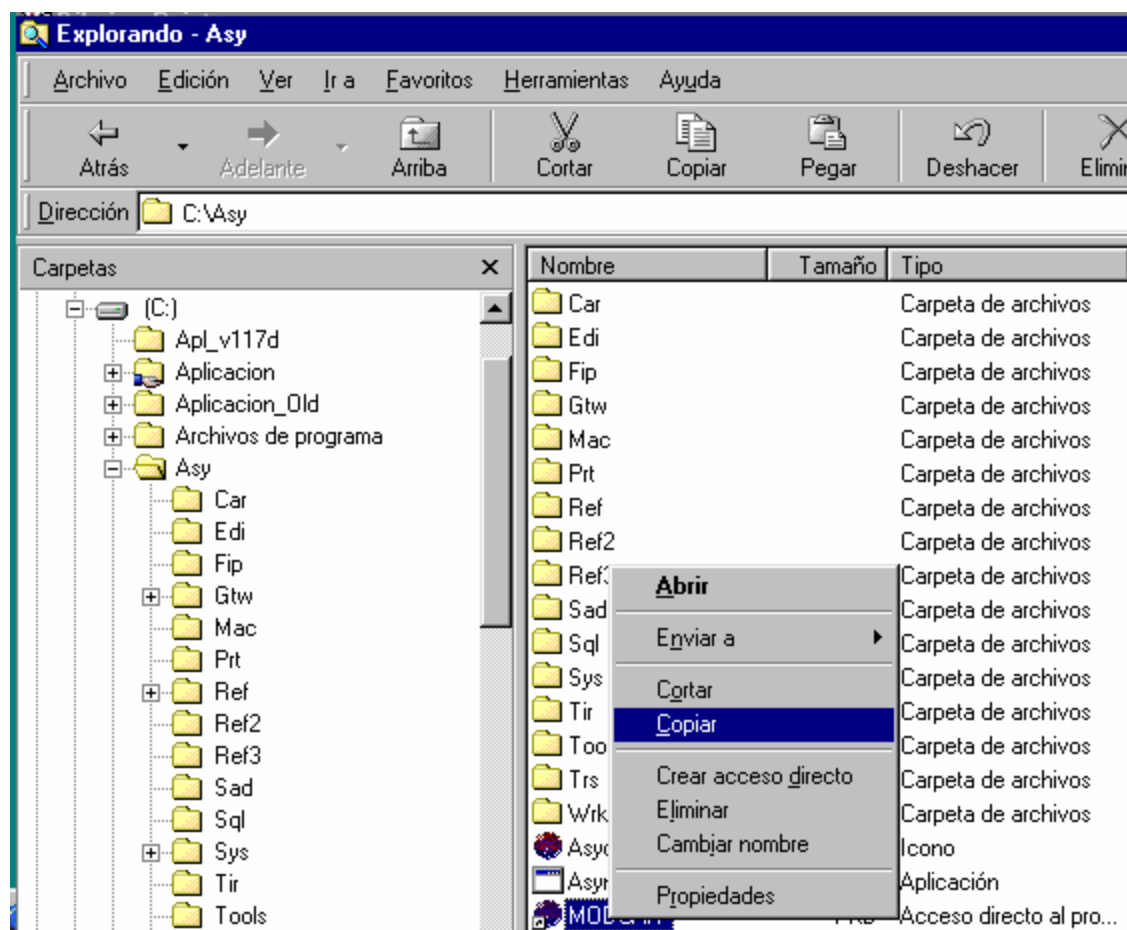 Explorando - Asy
Archivo Edición Ver Ir a Favoritos Herramientas Ayuda
Atrás Adelante Arriba Cortar Copiar Pegar Deshacer
Dirección C:\Asy
Carpetas
(C:)
Apl_v117d
Aplicacion
Aplicacion_Old
Archivos de programa
Asy
Car
Edi
Fip
Gtw
Mac
Prt
Ref
Ref2
Ref3
Sad
Sql
Sys
Tir
Tools
Nombre Tamaño Tipo
Car Carpeta de archivos
Edi Carpeta de archivos
Fip Carpeta de archivos
Gtw Carpeta de archivos
Mac Carpeta de archivos
Prt Carpeta de archivos
Ref Carpeta de archivos
Ref2 Carpeta de archivos
Carpeta de archivos
Sad Carpeta de archivos
Sql Carpeta de archivos
Sys Carpeta de archivos
Tir Carpeta de archivos
Carpeta de archivos
Trs Carpeta de archivos
Wrk Carpeta de archivos
Icono
Aplicación
Acceso directo al pro...
Abrir
Enviar a
Cortar
Copiar
Crear acceso directo
Eliminar
Cambiar nombre
Propiedades